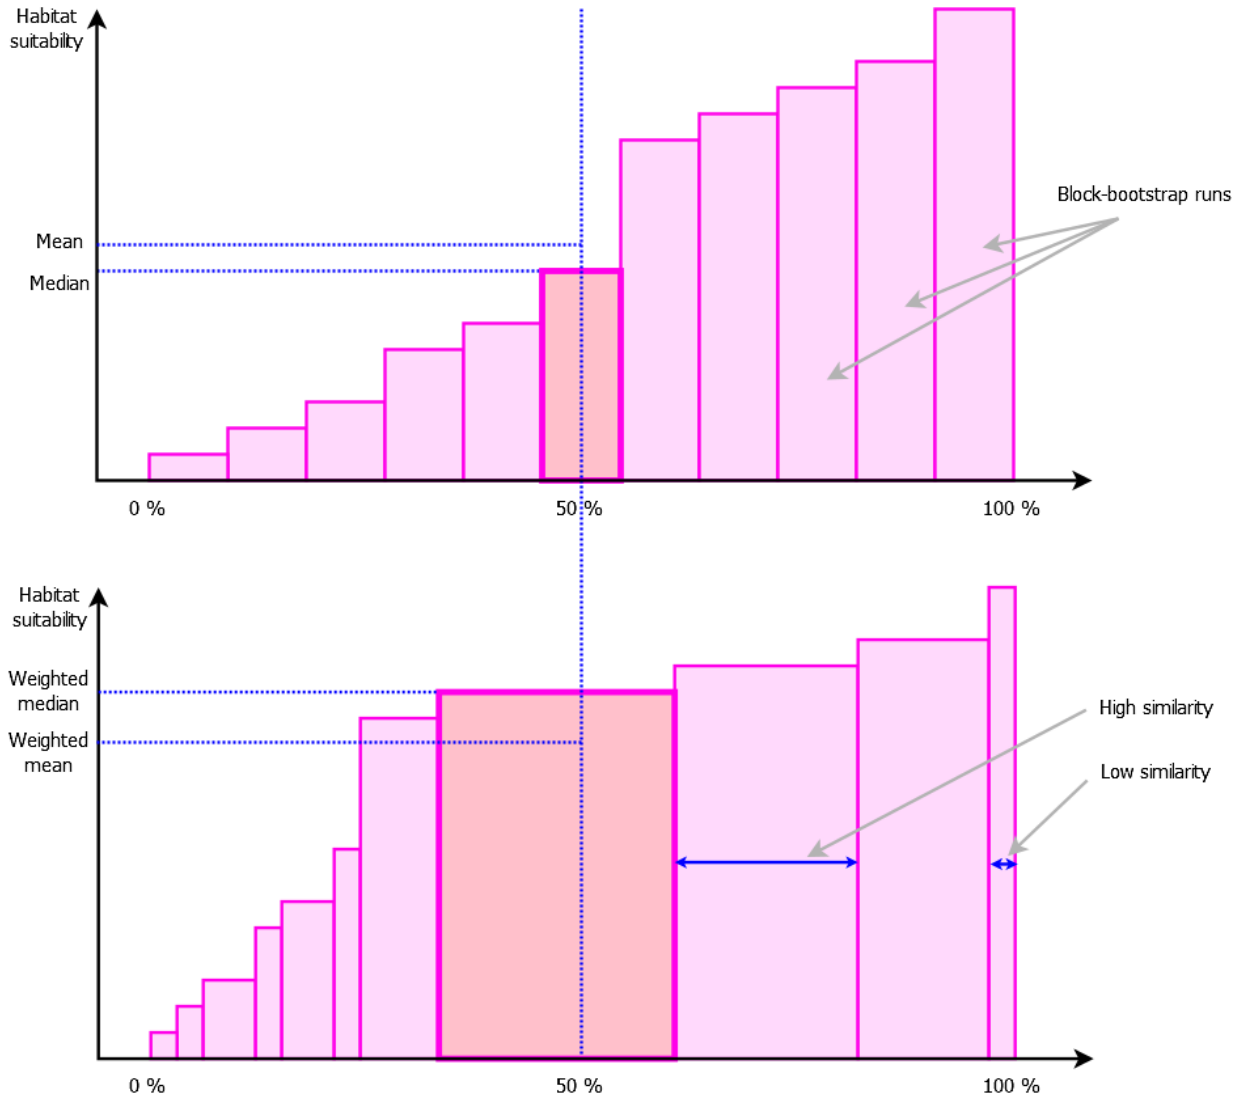 Habitat
suitability
Block-bootstrap runs
Mean
Median
0 %
50 %
100 %
Habitat
suitability
Weighted
median
High similarity
Weighted
mean
Low similarity
0 %
50 %
100 %